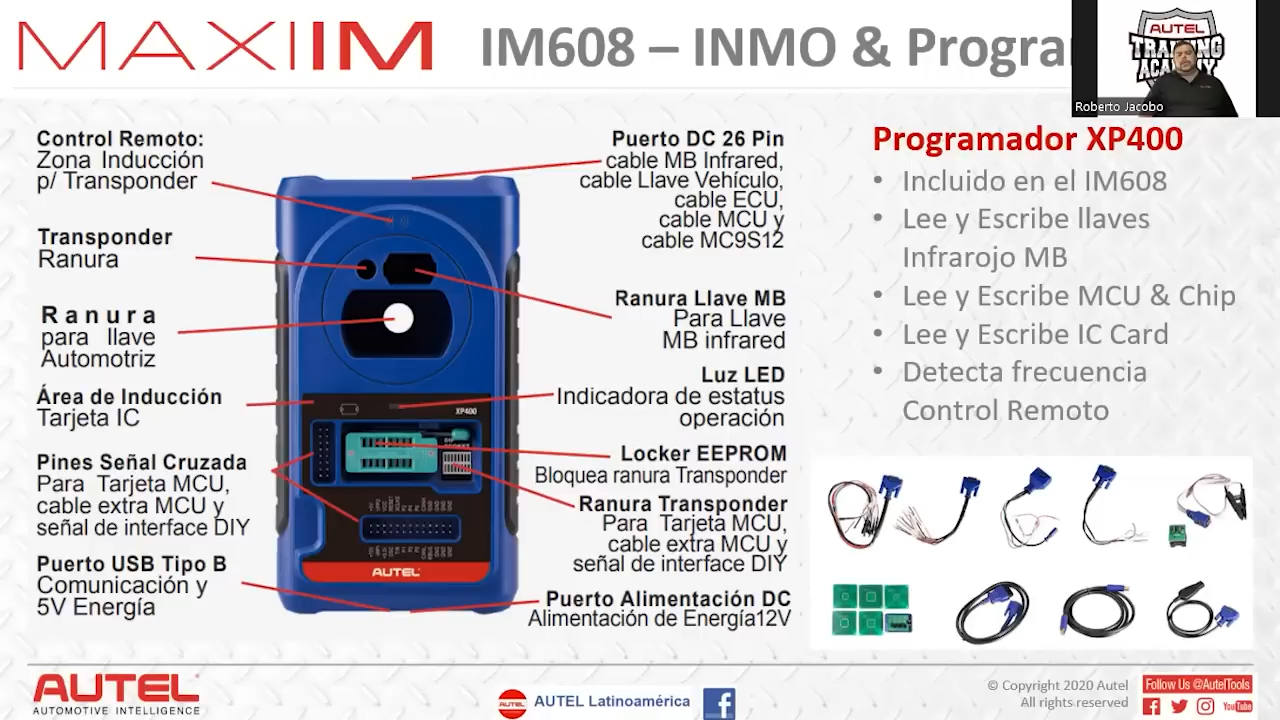 MAXIIM
IM608 – INMO & Progra
AUTEL
TRAINING
ACADEMY
Roberto Jacobo
Control Remoto:
Zona Inducción
p/ Transponder
Transponder
Ranura
Ranura
para llave
Automotriz
Área de Inducción
Tarjeta IC
Pines Señal Cruzada
Para Tarjeta MCU,
cable extra MCU y
señal de interface DIY
Puerto USB Tipo B
Comunicación y
5V Energía
XP400
AUTEL
Puerto DC 26 Pin
cable MB Infrared,
cable Llave Vehículo,
cable ECU,
cable MCU y
cable MC9S12
Ranura Llave MB
Para Llave
MB infrared
Luz LED
Indicadora de estatus
operación
Locker EEPROM
Bloquea ranura Transponder
Ranura Transponder
Para Tarjeta MCU,
cable extra MCU y
señal de interface DIY
Puerto Alimentación DC
Alimentación de Energía12V
Programador XP400
• Incluido en el IM608
• Lee y Escribe llaves
Infrarojo MB
• Lee y Escribe MCU & Chip
• Lee y Escribe IC Card
• Detecta frecuencia
Control Remoto
AUTEL
AUTOMOTIVE INTELLIGENCE
AUTEL
AUTEL Latinoamérica
© Copyright 2020 Autel
All rights reserved
Follow Us @AutelTools
YouTube